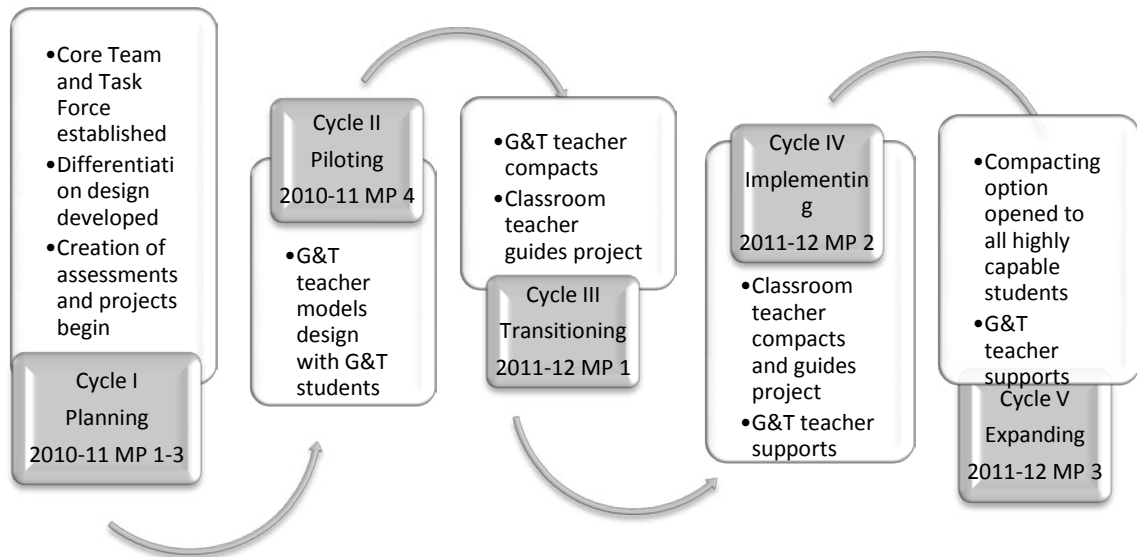 •Core Team
and Task
Force
established
•Differentiati
on design
developed
•Creation of
assessments
and projects
begin
Cycle I
Planning
2010-11 MP 1-3
Cycle II
Piloting
2010-11 MP 4
•G&T
teacher
models
design
with G&T
students
•G&T teacher
compacts
•Classroom
teacher
guides project
Cycle III
Transitioning
2011-12 MP 1
Cycle IV
Implementin
g
2011-12 MP 2
•Classroom
teacher
compacts
and guides
project
•G&T teacher
supports
•Compacting
option
opened to
all highly
capable
students
•G&T
teacher
supports
Cycle V
Expanding
2011-12 MP 3